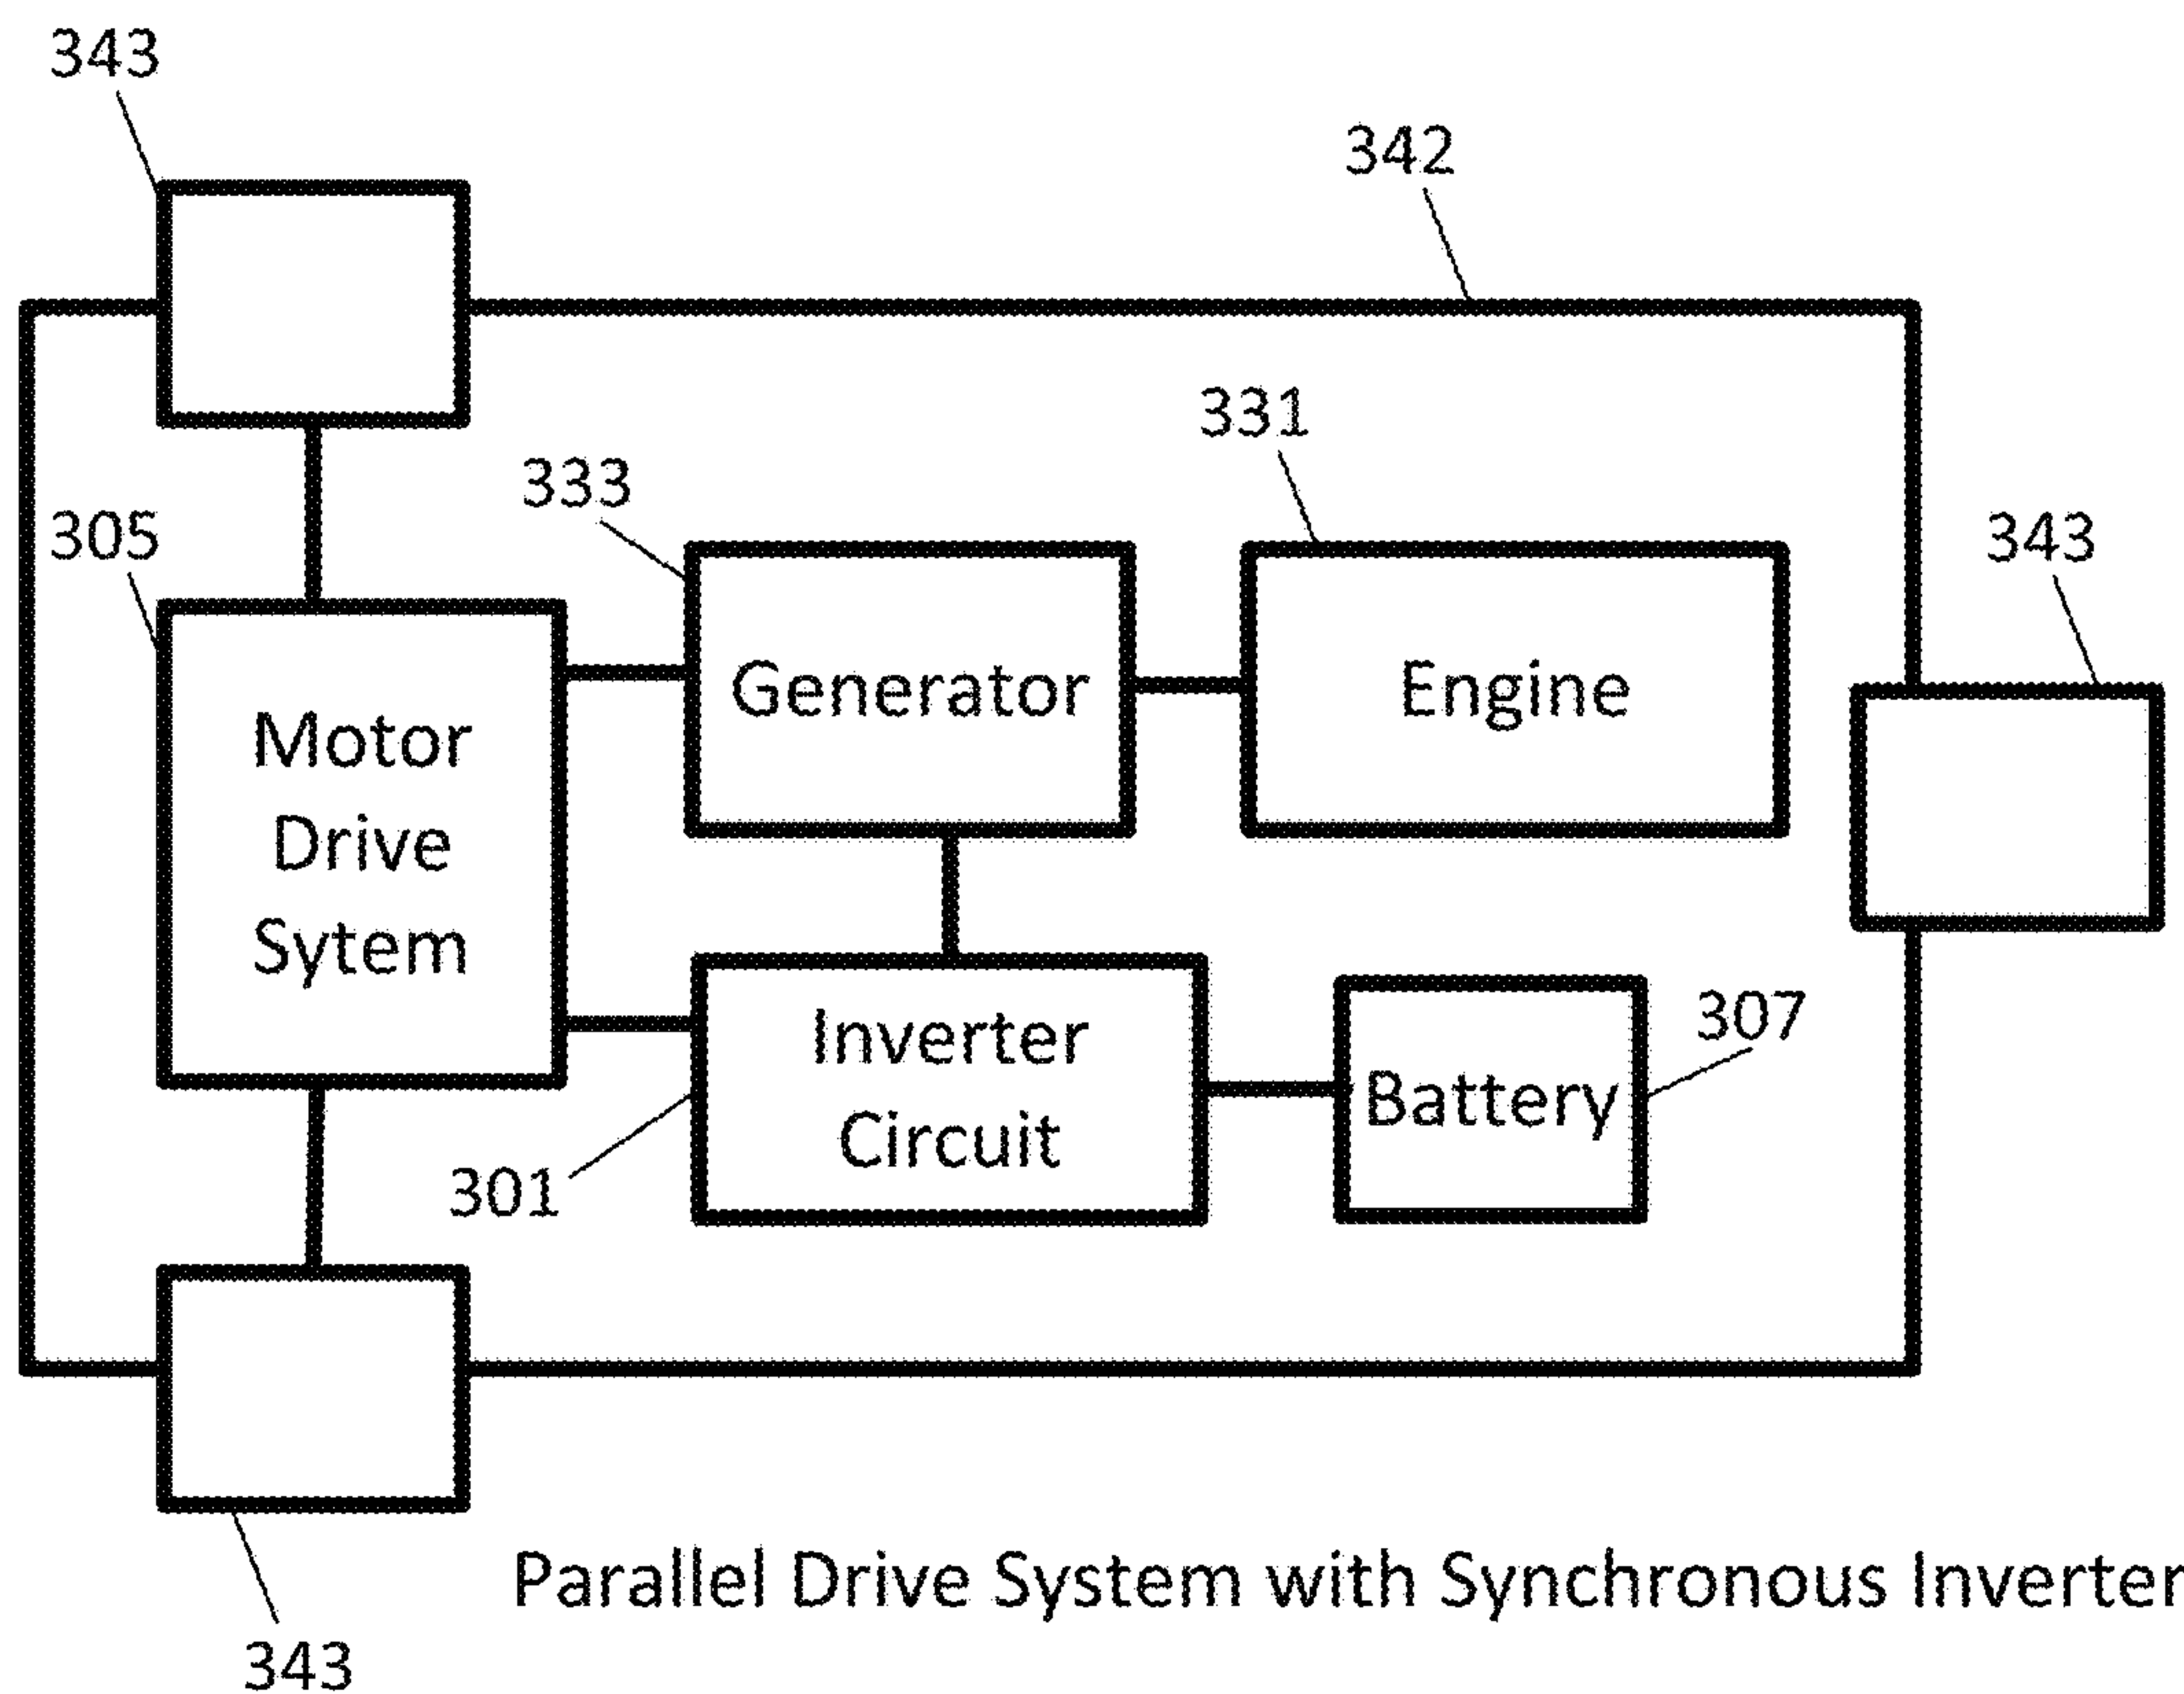 343
342
331
333
305
343
Generator
Engine
Motor
Drive
Sytem
Inverter
Circuit
Battery
307
301
Parallel Drive System with Synchronous Inverter
343